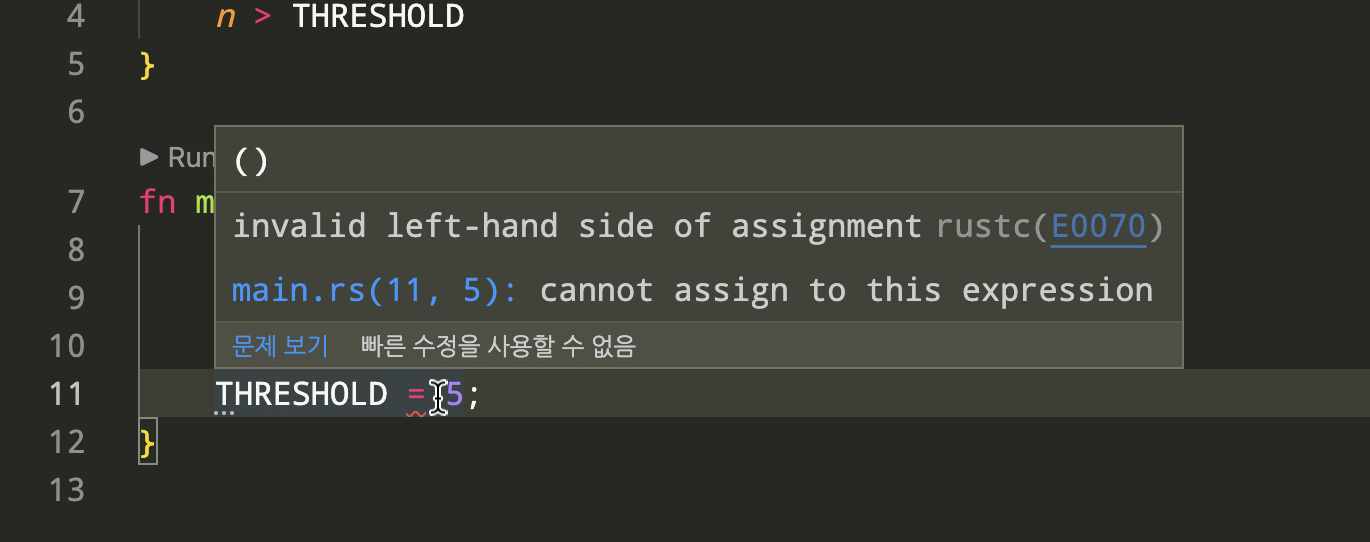 4 n > THRESHOLD
5 }
6
▶ Run
()
7 fn m
invalid left-hand side of assignment rustc(E0070)
8
9
main.rs(11, 5): cannot assign to this expression
10
문제 보기 빠른 수정을 사용할 수 없음
11 THRESHOLD = 5;
12 }
13